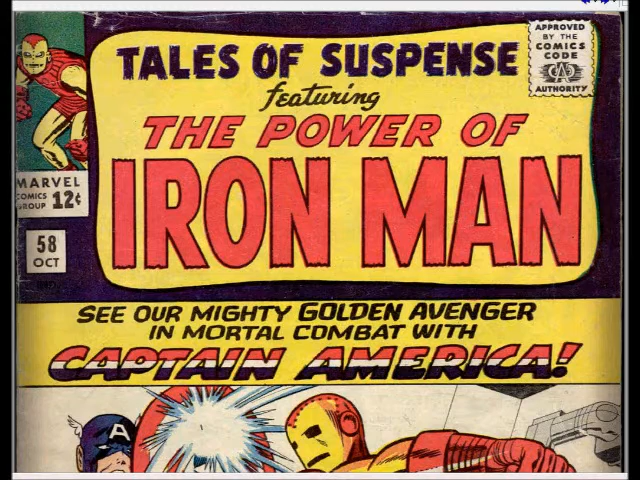 TALES OF SUSPENSE
featuring
THE POWER OF
IRON MAN
APPROVED
BY THE
COMICS
CODE
CA
AUTHORITY
MARVEL
COMICS
GROUP 12¢
58
OCT
SEE OUR MIGHTY GOLDEN AVENGER
IN MORTAL COMBAT WITH
CAPTAIN AMERICA!
A